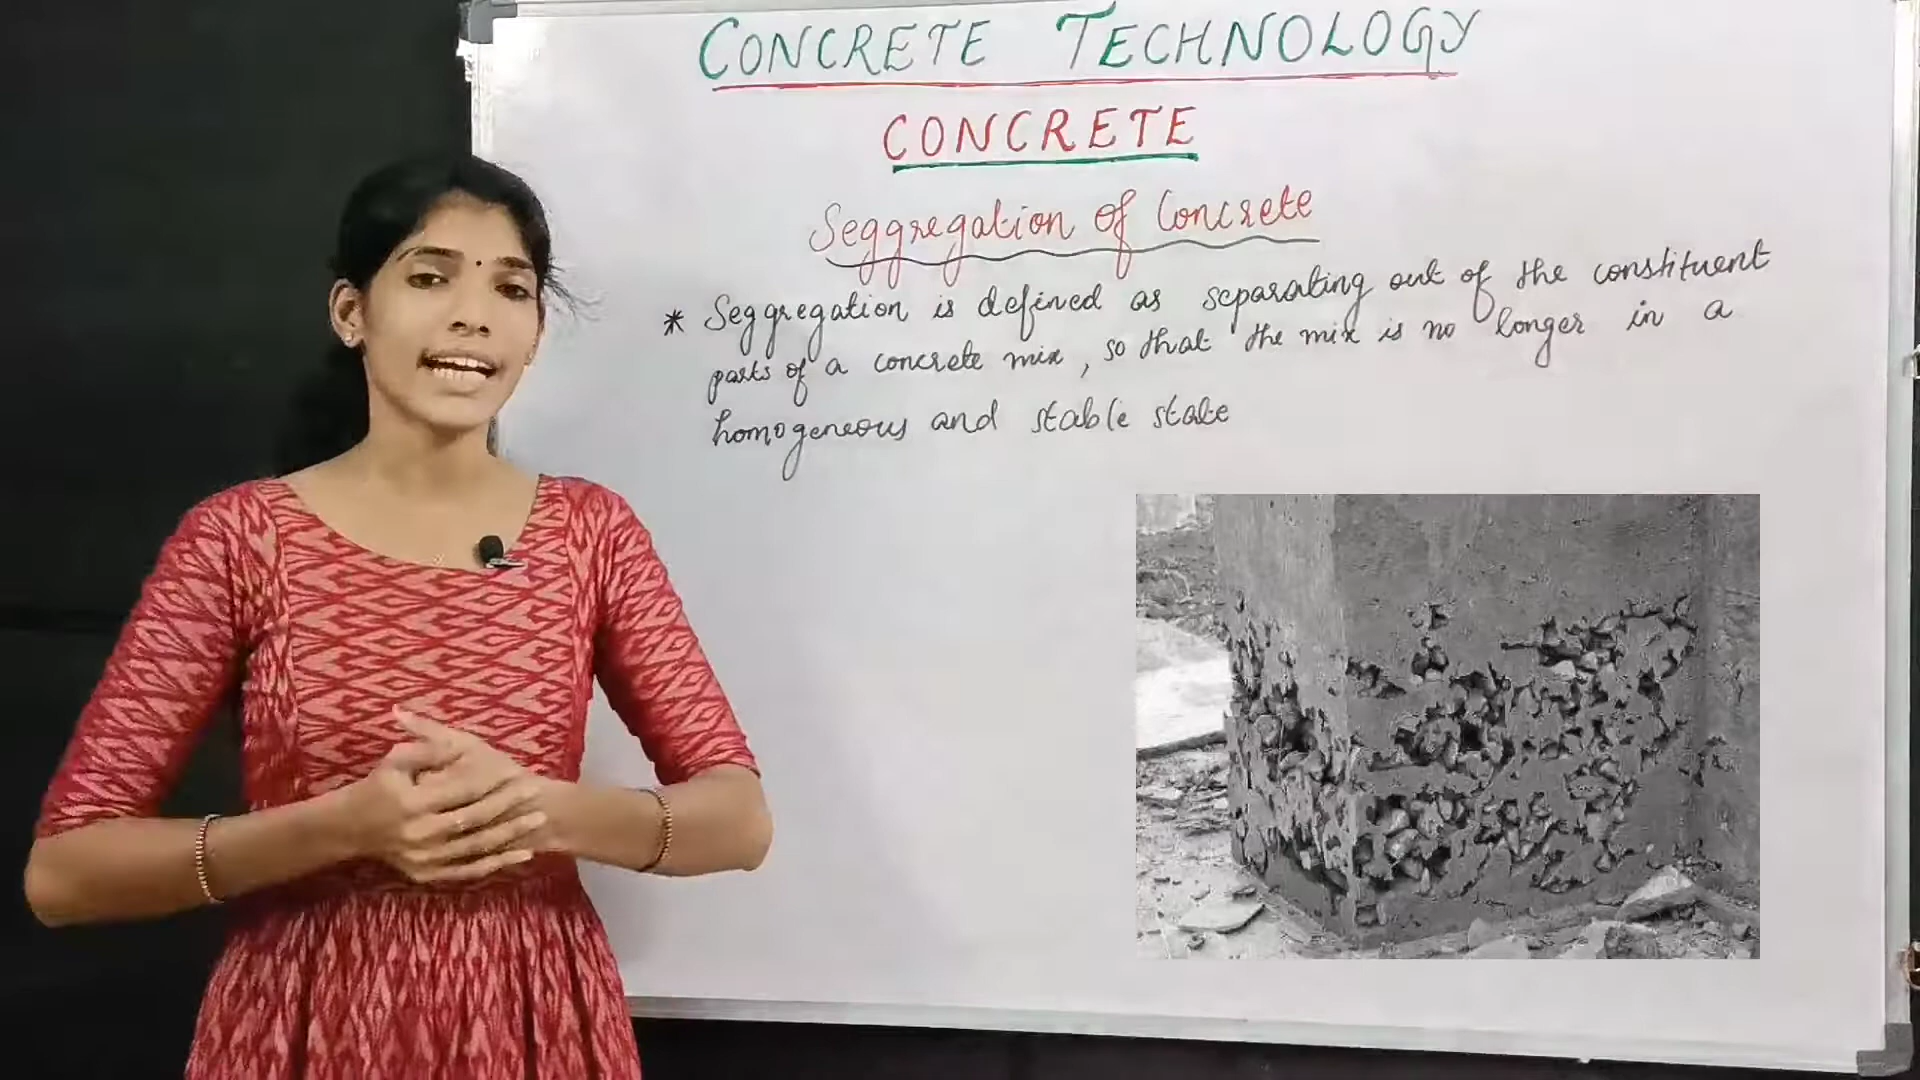 CONCRETE TECHNOLOGY
CONCRETE
Seggregation of Concrete
* Seggregation is defined as separating out of the constituent
parts of a concrete mix, so that the mix is no longer in a
homogeneous and stable state